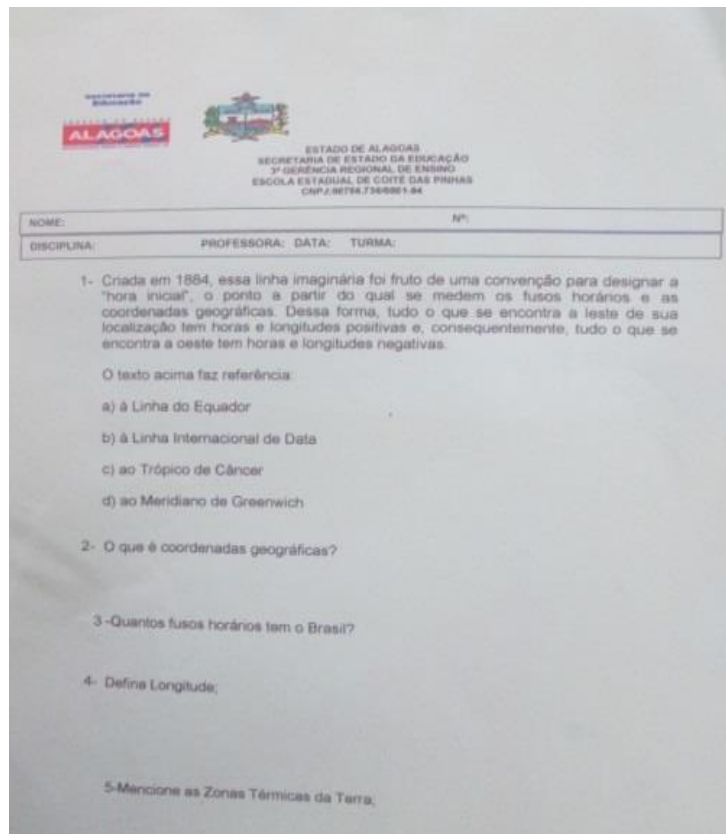 Secretaria da
Educação
ALAGOAS
ESTADO DE ALAGOAS
SECRETARIA DE ESTADO DA EDUCAÇÃO
3ª GERÊNCIA REGIONAL DE ENSINO
ESCOLA ESTADUAL DE COITÉ DAS PINHAS
NOME: Nº:
DISCIPLINA: PROFESSORA: DATA: TURMA:
1- Criada em 1884, essa linha imaginária foi fruto de uma convenção para designar a
"hora inicial", o ponto a partir do qual se medem os fusos horários e as
coordenadas geográficas. Dessa forma, tudo o que se encontra a leste de sua
localização tem horas e longitudes positivas e, consequentemente, tudo o que se
encontra a oeste tem horas e longitudes negativas.
O texto acima faz referência:
a) à Linha do Equador
b) à Linha Internacional de Data
c) ao Trópico de Câncer
d) ao Meridiano de Greenwich
2- O que é coordenadas geográficas?
3 -Quantos fusos horários tem o Brasil?
4- Defina Longitude;
5-Mencione as Zonas Térmicas da Terra;